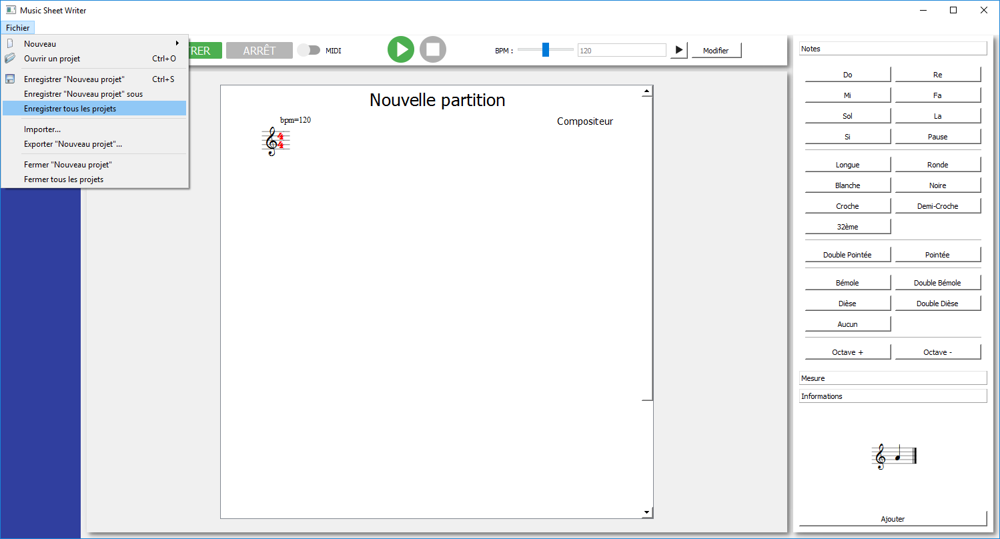 Music Sheet Writer
Fichier
Nouveau
Ouvrir un projet Ctrl+O
Enregistrer "Nouveau projet" Ctrl+S
Enregistrer "Nouveau projet" sous
Enregistrer tous les projets
Importer...
Exporter "Nouveau projet"...
Fermer "Nouveau projet"
Fermer tous les projets
TRER ARRÊT MIDI BPM : 120 Modifier
Nouvelle partition
bpm=120
Compositeur
4
4
Notes
Do Re
Mi Fa
Sol La
Si Pause
Longue Ronde
Blanche Noire
Croche Demi-Croche
32ème
Double Pointée Pointée
Bémole Double Bémole
Dièse Double Dièse
Aucun
Octave + Octave -
Mesure
Informations
Ajouter